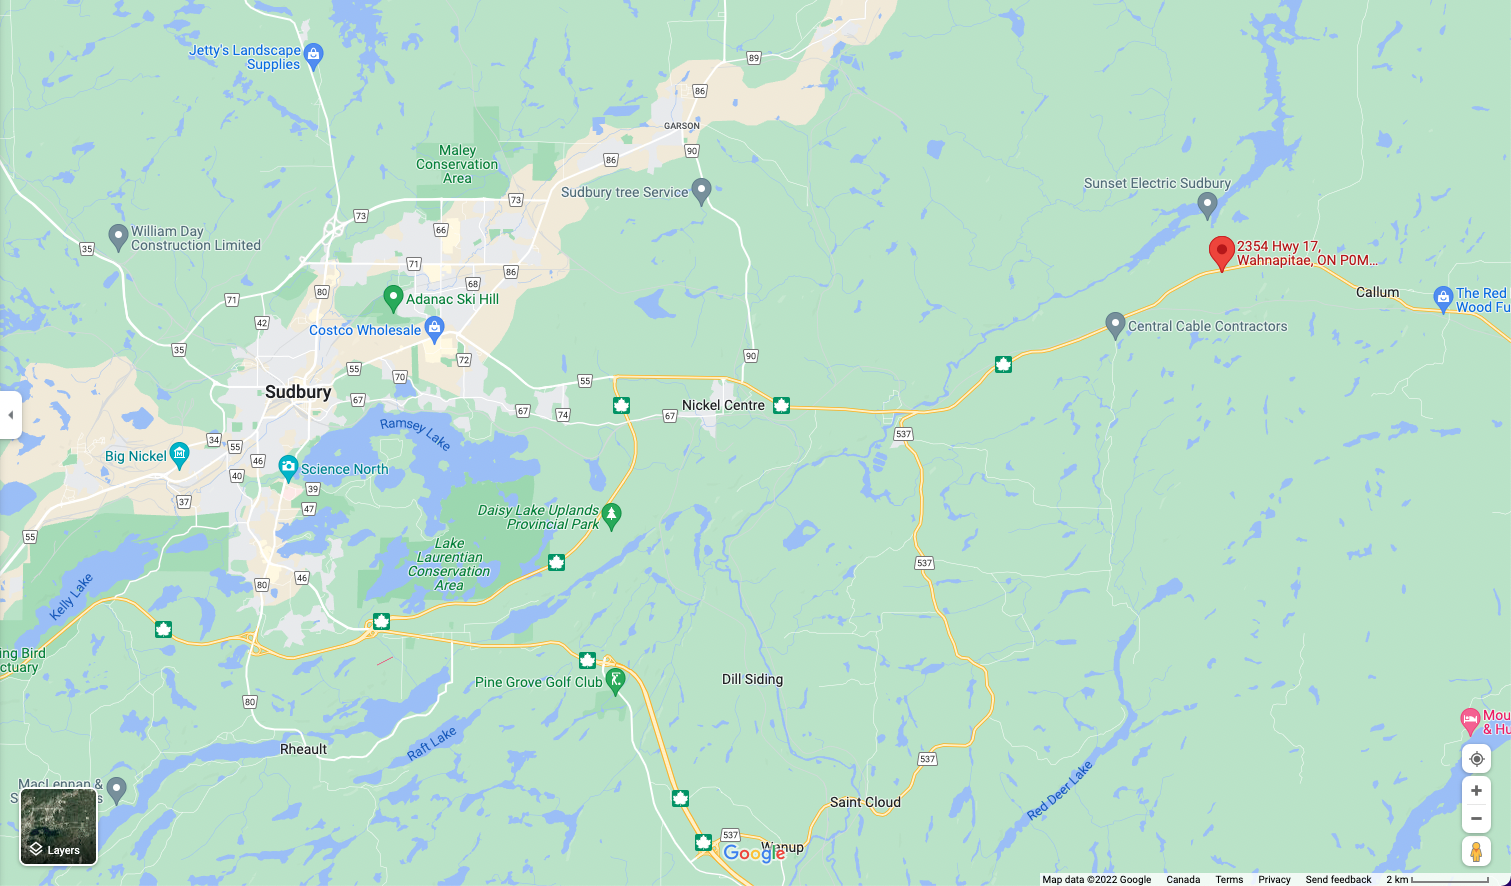 89
Jetty's Landscape
Supplies
86
GARSON
90
86
Maley
Conservation
Area
Sunset Electric Sudbury
Sudbury tree Service
73
73
66
William Day
Construction Limited
35
2354 Hwy 17,
Wahnapitae, ON P0M...
71
86
68
80
71
Callum
The Red
Wood Fu
Adanac Ski Hill
42
Costco Wholesale
Central Cable Contractors
35
90
72
55
70
55
Sudbury
67
67
74
67
Nickel Centre
Ramsey Lake
537
34
55
Big Nickel
46
40
Science North
39
37
47
Daisy Lake Uplands
Provincial Park
55
Lake
Laurentian
Conservation
Area
537
46
80
Kelly Lake
ing Bird
ctuary
Pine Grove Golf Club
Dill Siding
80
Mou
& Hu
Raft Lake
Rheault
537
MacLennan &
S
s
Red Deer Lake
Saint Cloud
537
Wanup
Google
Layers
Map data ©2022 Google Canada Terms Privacy Send feedback 2 km